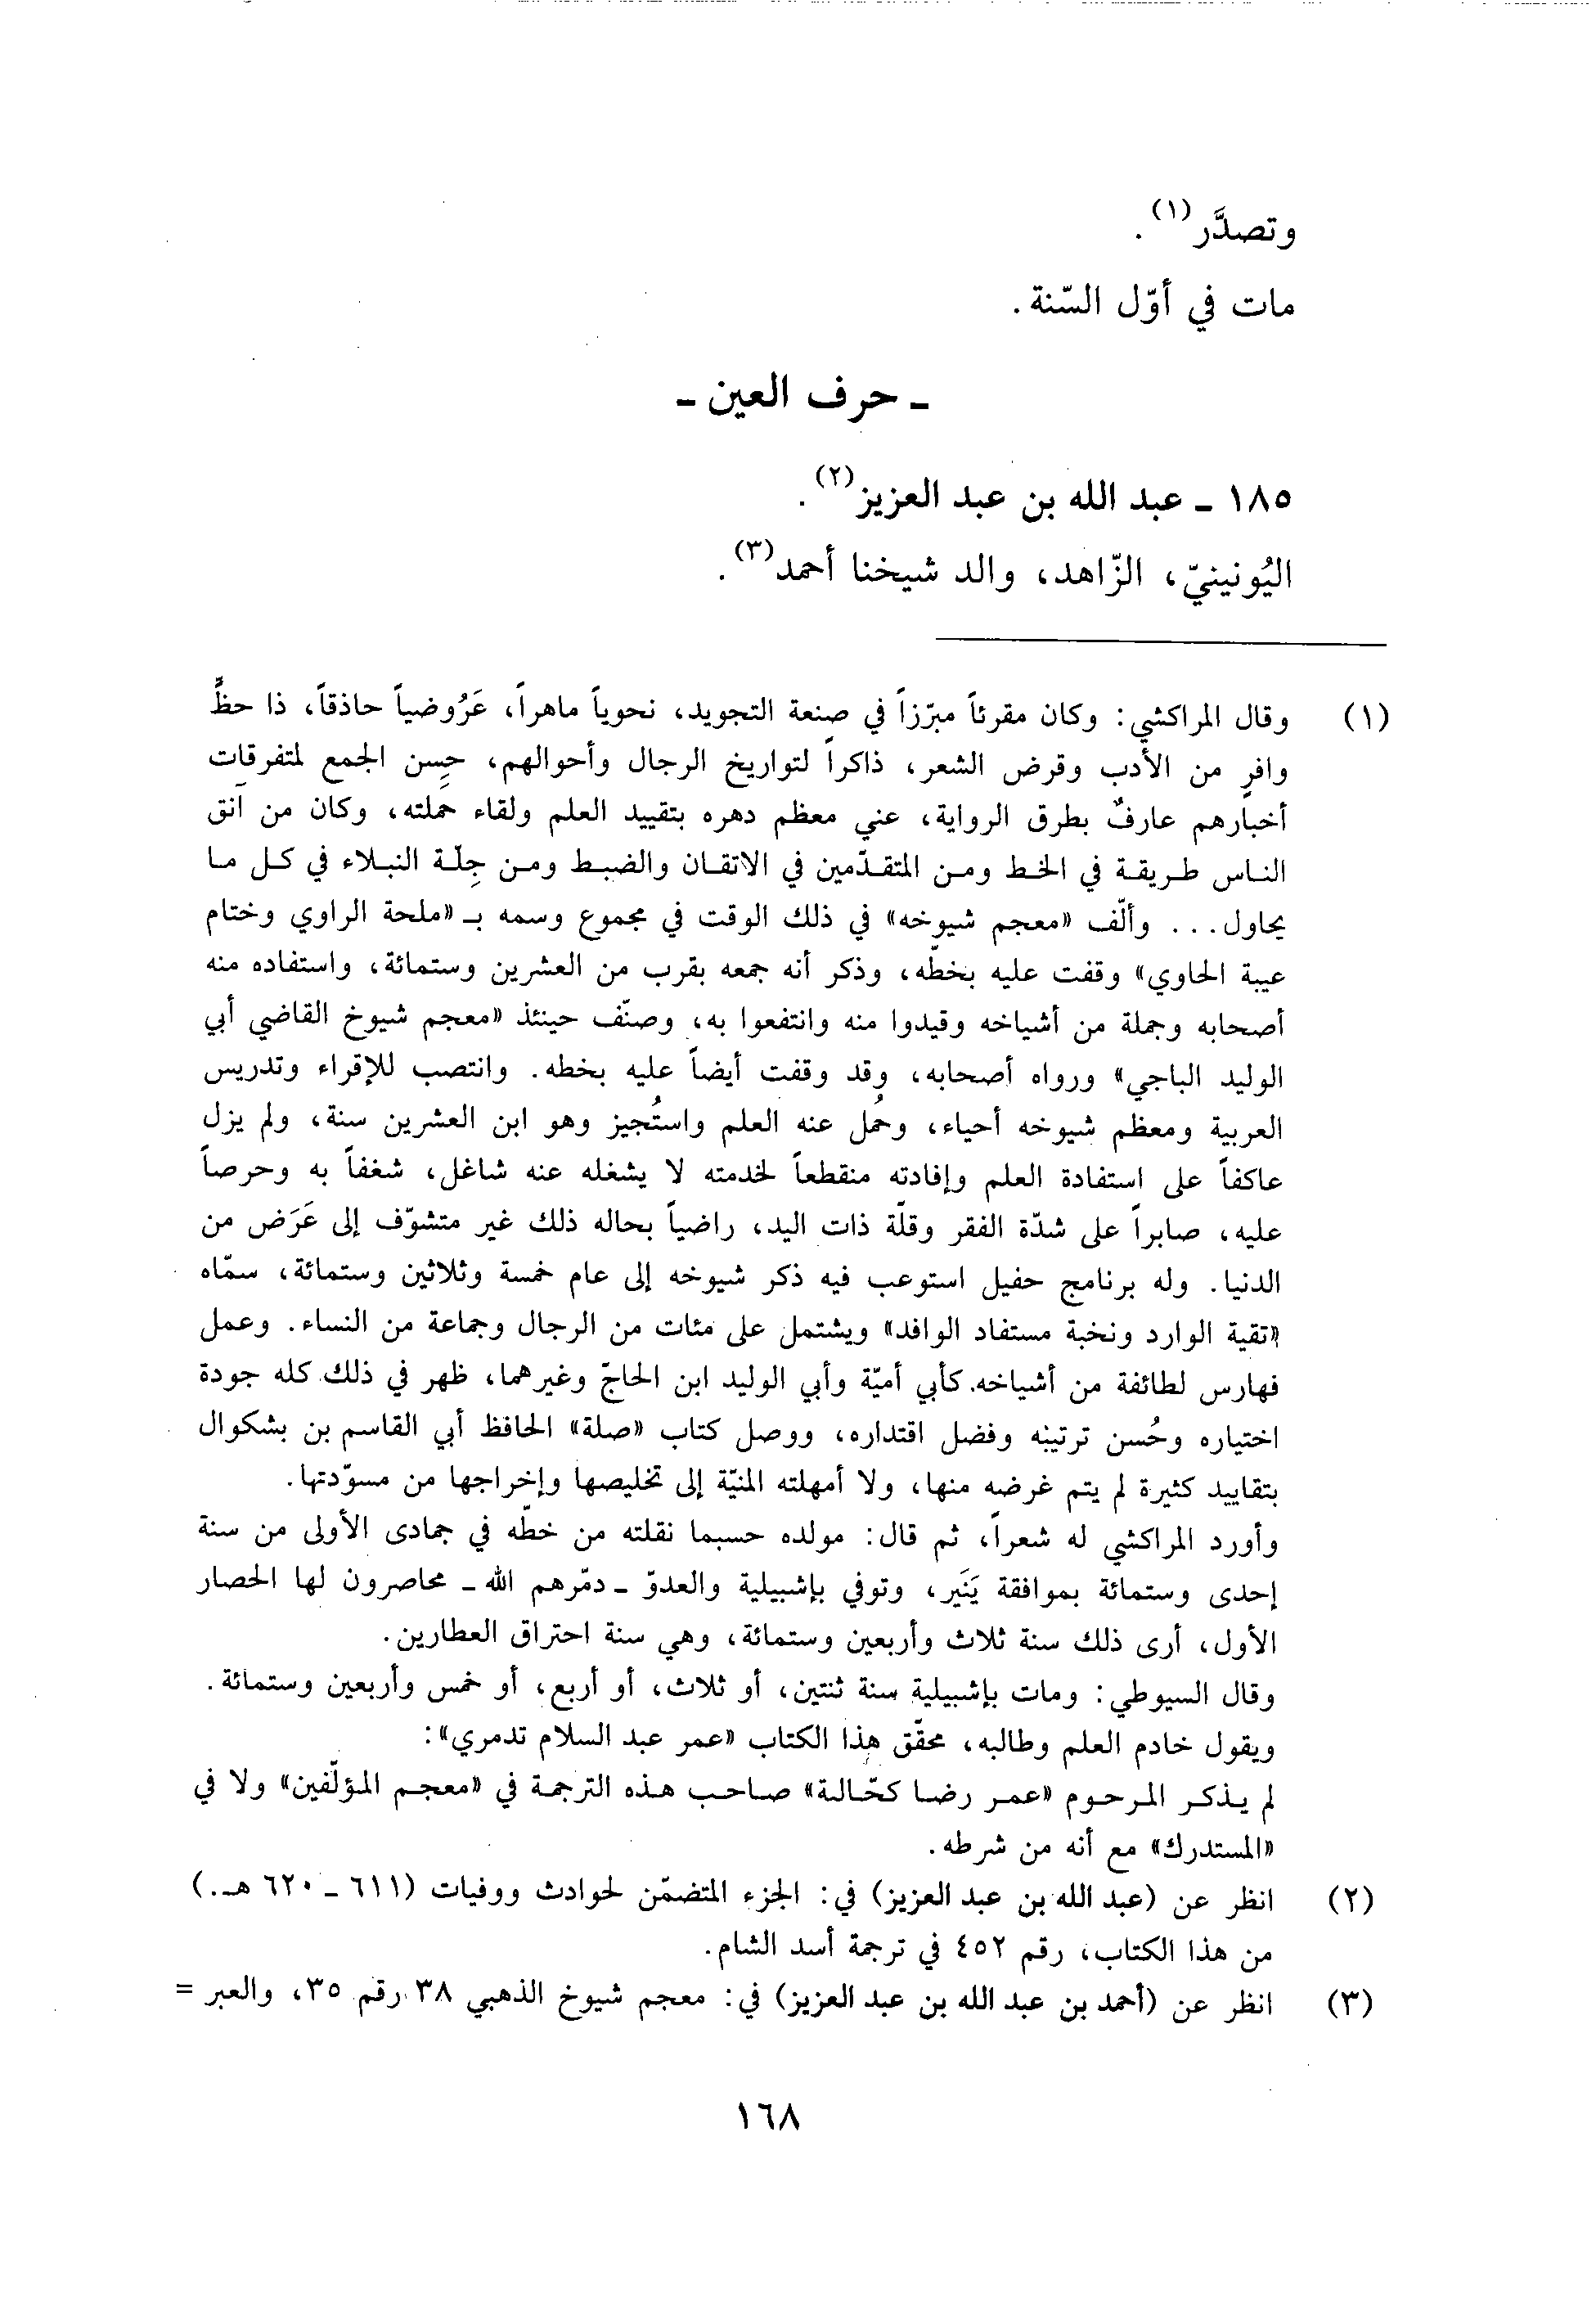 وتصدَّر(١).
مات في أوّل السّنة.
ـ حرف العين ـ
١٨٥ ـ عبد الله بن عبد العزيز(٢).
اليُونينيّ، الزّاهد، والد شيخنا أحمد(٣).
(١) وقال المراكشي: وكان مقرئاً مبرّزاً في صنعة التجويد، نحوياً ماهراً، عَرُوضياً حاذقاً، ذا حظٍّ
وافرٍ من الأدب وقرض الشعر، ذاكراً لتواريخ الرجال وأحوالهم، حسِن الجمع لمتفرقات
أخبارهم عارفٌ بطرق الرواية، عني معظم دهره بتقييد العلم ولقاء حملته، وكان من آنق
الناس طريقة في الخط ومن المتقدّمين في الاتقان والضبط ومن جِلّة النبلاء في كل ما
يحاول... وألّف «معجم شيوخه» في ذلك الوقت في مجموع وسمه بـ «ملحة الراوي وختام
عيبة الحاوي» وقفت عليه بخطّه، وذكر أنه جمعه بقرب من العشرين وستمائة، واستفاده منه
أصحابه وجملة من أشياخه وقيدوا منه وانتفعوا به، وصنّف حينئذ «معجم شيوخ القاضي أبي
الوليد الباجي» ورواه أصحابه، وقد وقفت أيضاً عليه بخطه. وانتصب للإقراء وتدريس
العربية ومعظم شيوخه أحياء، وحُمل عنه العلم واستُجيز وهو ابن العشرين سنة، ولم يزل
عاكفاً على استفادة العلم وإفادته منقطعاً لخدمته لا يشغله عنه شاغل، شغفاً به وحرصاً
عليه، صابراً على شدّة الفقر وقلّة ذات اليد، راضياً بحاله ذلك غير متشوّف إلى عَرَض من
الدنيا. وله برنامج حفيل استوعب فيه ذكر شيوخه إلى عام خمسة وثلاثين وستمائة، سمّاه
«تقية الوارد ونخبة مستفاد الوافد» ويشتمل على مئات من الرجال وجماعة من النساء. وعمل
فهارس لطائفة من أشياخه كأبي أميّة وأبي الوليد ابن الحاجّ وغيرهما، ظهر في ذلك كله جودة
اختياره وحُسن ترتيبه وفضل اقتداره، ووصل كتاب «صلة» الحافظ أبي القاسم بن بشكوال
بتقاييد كثيرة لم يتم غرضه منها، ولا أمهلته المنيّة إلى تخليصها وإخراجها من مسوّدتها.
وأورد المراكشي له شعراً، ثم قال: مولده حسبما نقلته من خطّه في جمادى الأولى من سنة
إحدى وستمائة بموافقة يَنَير، وتوفي بإشبيلية والعدوّ ـ دمّرهم الله ـ محاصرون لها الحصار
الأول، أرى ذلك سنة ثلاث وأربعين وستمائة، وهي سنة احتراق العطارين.
وقال السيوطي: ومات بإشبيلية سنة ثنتين، أو ثلاث، أو أربع، أو خمس وأربعين وستمائة.
ويقول خادم العلم وطالبه، محقّق هذا الكتاب «عمر عبد السلام تدمري»:
لم يذكر المرحوم «عمر رضا كحّالة» صاحب هذه الترجمة في «معجم المؤلّفين» ولا في
«المستدرك» مع أنه من شرطه.
(٢) انظر عن (عبد الله بن عبد العزيز) في: الجزء المتضمّن لحوادث ووفيات (٦١١ ـ ٦٢٠ هـ.)
من هذا الكتاب، رقم ٤٥٢ في ترجمة أسد الشام.
(٣) انظر عن (أحمد بن عبد الله بن عبد العزيز) في: معجم شيوخ الذهبي ٣٨ رقم ٣٥، والعبر =
١٦٨